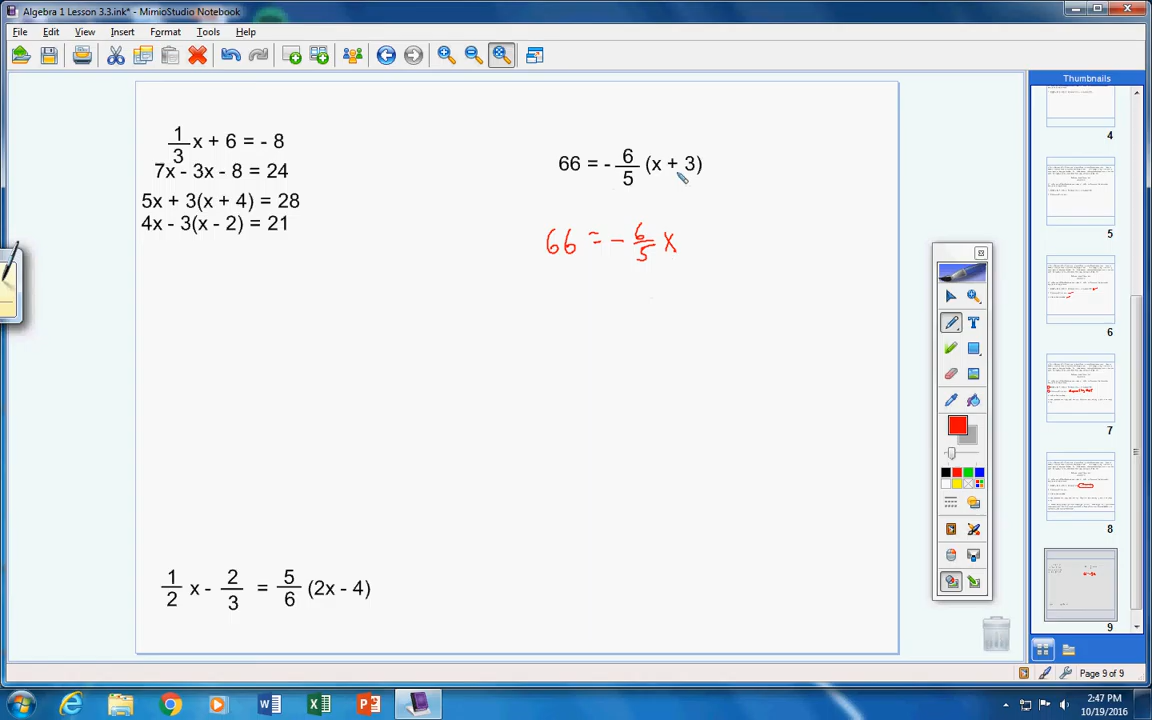 Algebra 1 Lesson 3.3.ink* - MimioStudio Notebook
File Edit View Insert Format Tools Help
Thumbnails
1/3 x + 6 = - 8
7x - 3x - 8 = 24
5x + 3(x + 4) = 28
4x - 3(x - 2) = 21
66 = - 6/5 (x + 3)
66 = - 6/5 x
1/2 x - 2/3 = 5/6 (2x - 4)
4
5
6
7
8
9
T
Page 9 of 9
2:47 PM
10/19/2016